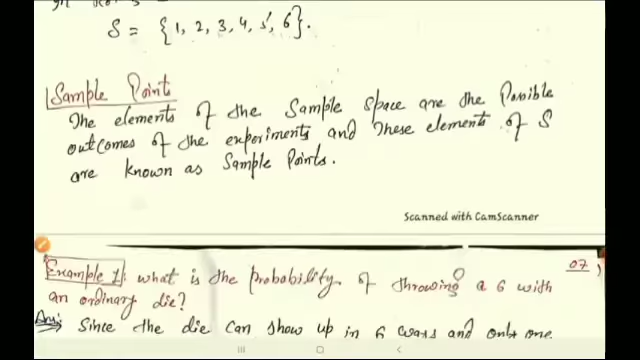 S = {1, 2, 3, 4, 5, 6}.
Sample Point
The elements of the Sample space are the Possible
outcomes of the experiments and These elements of S
are known as Sample Points.
Scanned with CamScanner
07
Example 1: what is the Probability of throwing a 6 with
an ordinary die?
Ans: Since the die can show up in 6 ways and only one